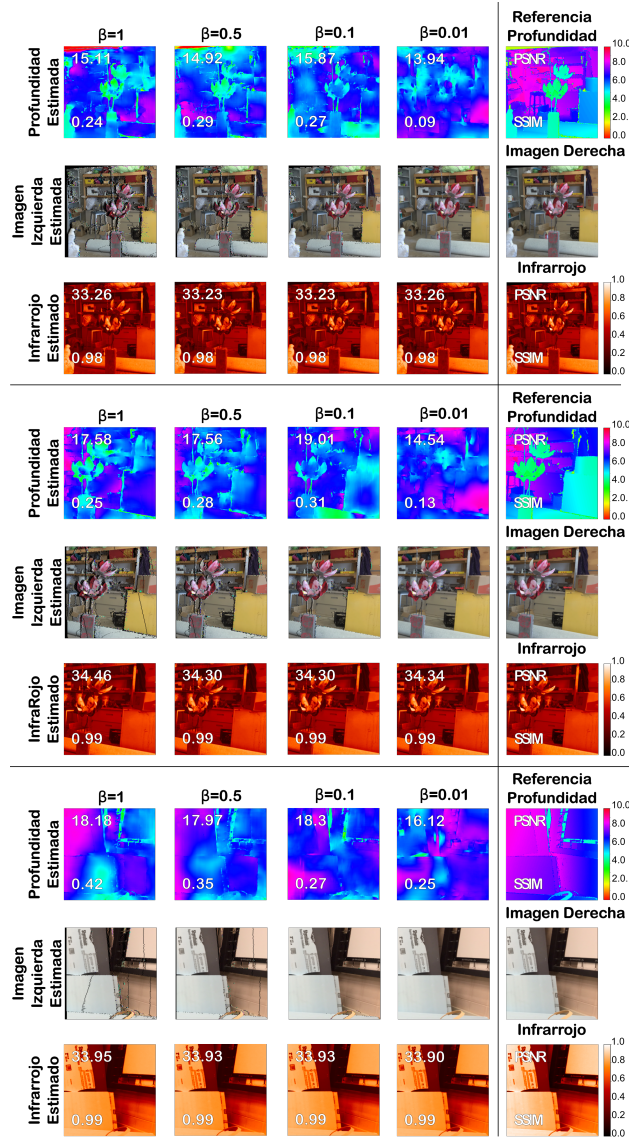 β=1 β=0.5 β=0.1 β=0.01
Referencia
Profundidad
Profundidad
Estimada
15.11 14.92 15.87 13.94 PSNR
0.24 0.29 0.27 0.09 SSIM
10.0
8.0
6.0
4.0
2.0
0.0
Imagen Derecha
Imagen
Izquierda
Estimada
Infrarrojo
Infrarrojo
Estimado
33.26 33.23 33.23 33.26 PSNR
0.98 0.98 0.98 0.98 SSIM
1.0
0.8
0.6
0.4
0.2
0.0
β=1 β=0.5 β=0.1 β=0.01
Referencia
Profundidad
Profundidad
Estimada
17.58 17.56 19.01 14.54 PSNR
0.25 0.28 0.31 0.13 SSIM
10.0
8.0
6.0
4.0
2.0
0.0
Imagen Derecha
Imagen
Izquierda
Estimada
Infrarrojo
InfraRojo
Estimado
34.46 34.30 34.30 34.34 PSNR
0.99 0.99 0.99 0.99 SSIM
1.0
0.8
0.6
0.4
0.2
0.0
β=1 β=0.5 β=0.1 β=0.01
Referencia
Profundidad
Profundidad
Estimada
18.18 17.97 18.3 16.12 PSNR
0.42 0.35 0.27 0.25 SSIM
10.0
8.0
6.0
4.0
2.0
0.0
Imagen Derecha
Imagen
Izquierda
Estimada
Infrarrojo
Infrarrojo
Estimado
33.95 33.93 33.93 33.90 PSNR
0.99 0.99 0.99 0.99 SSIM
1.0
0.8
0.6
0.4
0.2
0.0